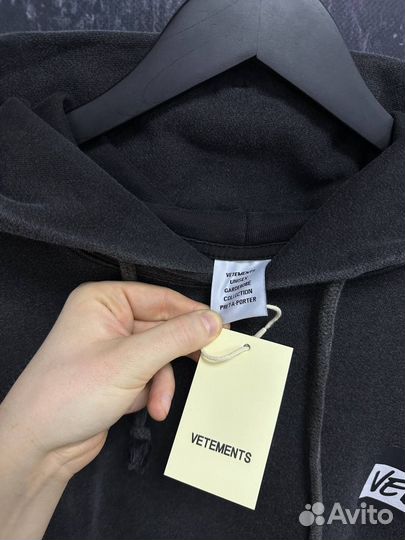 VETEMENTS
UNISEX
GARDEROBE
COLLECTION
PRET-A-PORTER
VETEMENTS
VE
Avito